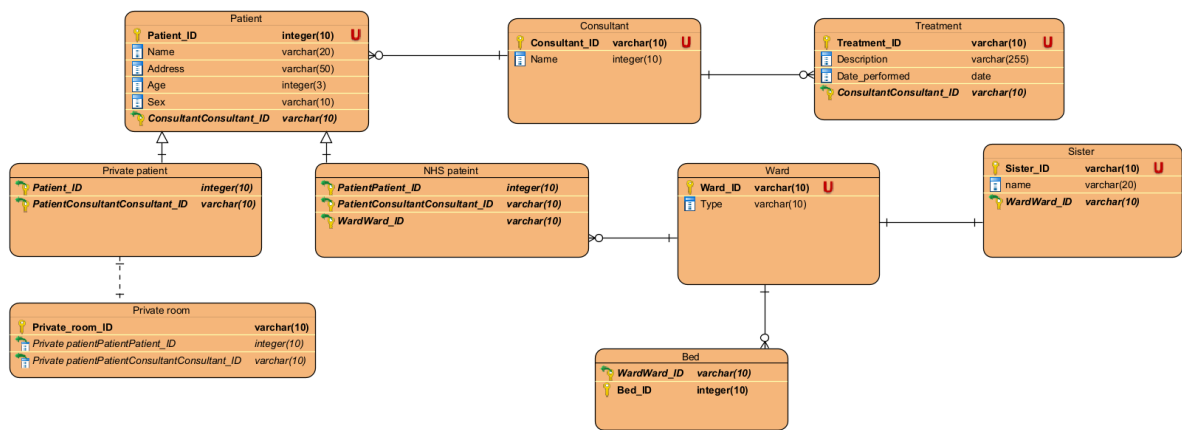 Patient
Patient_ID integer(10) U
Name varchar(20)
Address varchar(50)
Age integer(3)
Sex varchar(10)
ConsultantConsultant_ID varchar(10)
Consultant
Consultant_ID varchar(10) U
Name integer(10)
Treatment
Treatment_ID varchar(10) U
Description varchar(255)
Date_performed date
ConsultantConsultant_ID varchar(10)
Private patient
Patient_ID integer(10)
PatientConsultantConsultant_ID varchar(10)
NHS pateint
PatientPatient_ID integer(10)
PatientConsultantConsultant_ID varchar(10)
WardWard_ID varchar(10)
Ward
Ward_ID varchar(10) U
Type varchar(10)
Sister
Sister_ID varchar(10) U
name varchar(20)
WardWard_ID varchar(10)
Private room
Private_room_ID varchar(10)
Private patientPatientPatient_ID integer(10)
Private patientPatientConsultantConsultant_ID varchar(10)
Bed
WardWard_ID varchar(10)
Bed_ID integer(10)